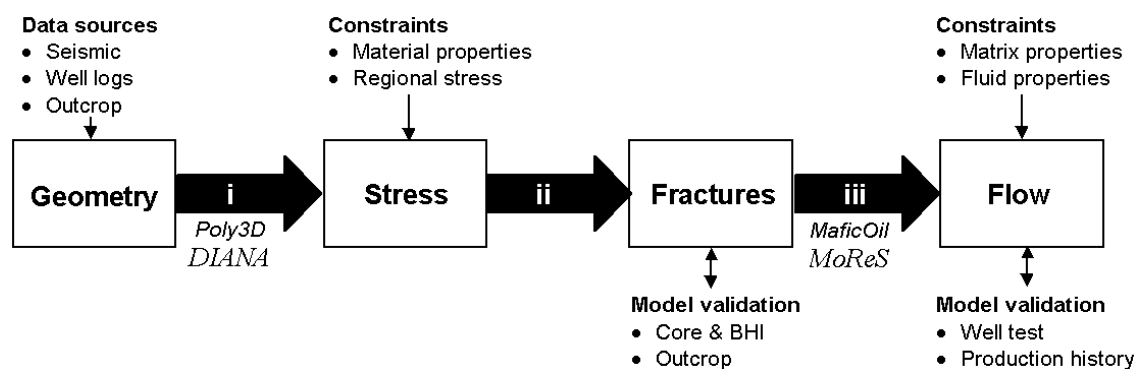 Data sources
• Seismic
• Well logs
• Outcrop
Constraints
• Material properties
• Regional stress
Constraints
• Matrix properties
• Fluid properties
Geometry
i
Poly3D
DIANA
Stress
ii
Fractures
iii
MaficOil
MoReS
Flow
Model validation
• Core & BHI
• Outcrop
Model validation
• Well test
• Production history